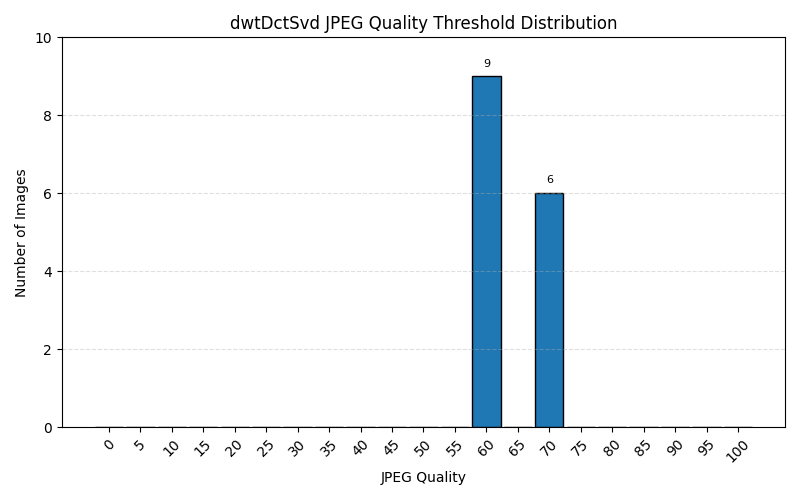 dwtDctSvd JPEG Quality Threshold Distribution
10
8
6
4
2
0
Number of Images
9
6
0 5 10 15 20 25 30 35 40 45 50 55 60 65 70 75 80 85 90 95 100
JPEG Quality